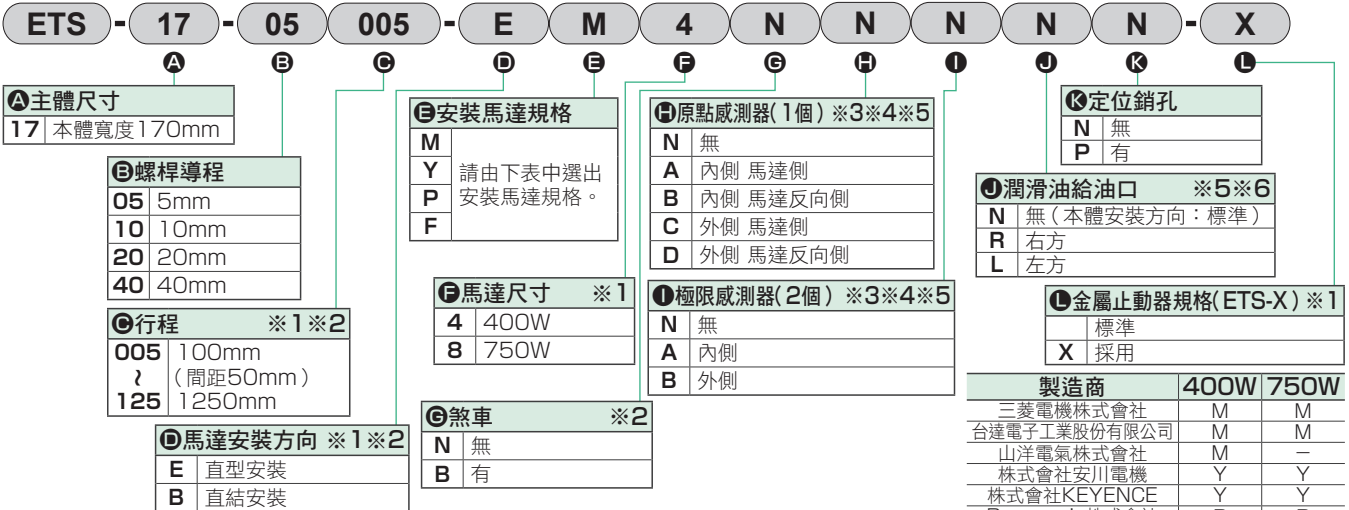 ETS - 17 - 05 005 - E M 4 N N N N N - X
A B C D E F G H I J K L
A主體尺寸
17 本體寬度170mm
B螺桿導程
05 5mm
10 10mm
20 20mm
40 40mm
C行程 ※1※2
005 100mm
~ (間距50mm)
125 1250mm
D馬達安裝方向 ※1※2
E 直型安裝
B 直結安裝
E安裝馬達規格
M
Y 請由下表中選出
P 安裝馬達規格。
F
F馬達尺寸 ※1
4 400W
8 750W
G煞車 ※2
N 無
B 有
H原點感測器(1個) ※3※4※5
N 無
A 內側 馬達側
B 內側 馬達反向側
C 外側 馬達側
D 外側 馬達反向側
I極限感測器(2個) ※3※4※5
N 無
A 內側
B 外側
K定位銷孔
N 無
P 有
J潤滑油給油口 ※5※6
N 無(本體安裝方向:標準)
R 右方
L 左方
L金屬止動器規格(ETS-X) ※1
標準
X 採用
製造商 400W 750W
三菱電機株式會社 M M
台達電子工業股份有限公司 M M
山洋電氣株式會社 M −
株式會社安川電機 Y Y
株式會社KEYENCE Y Y